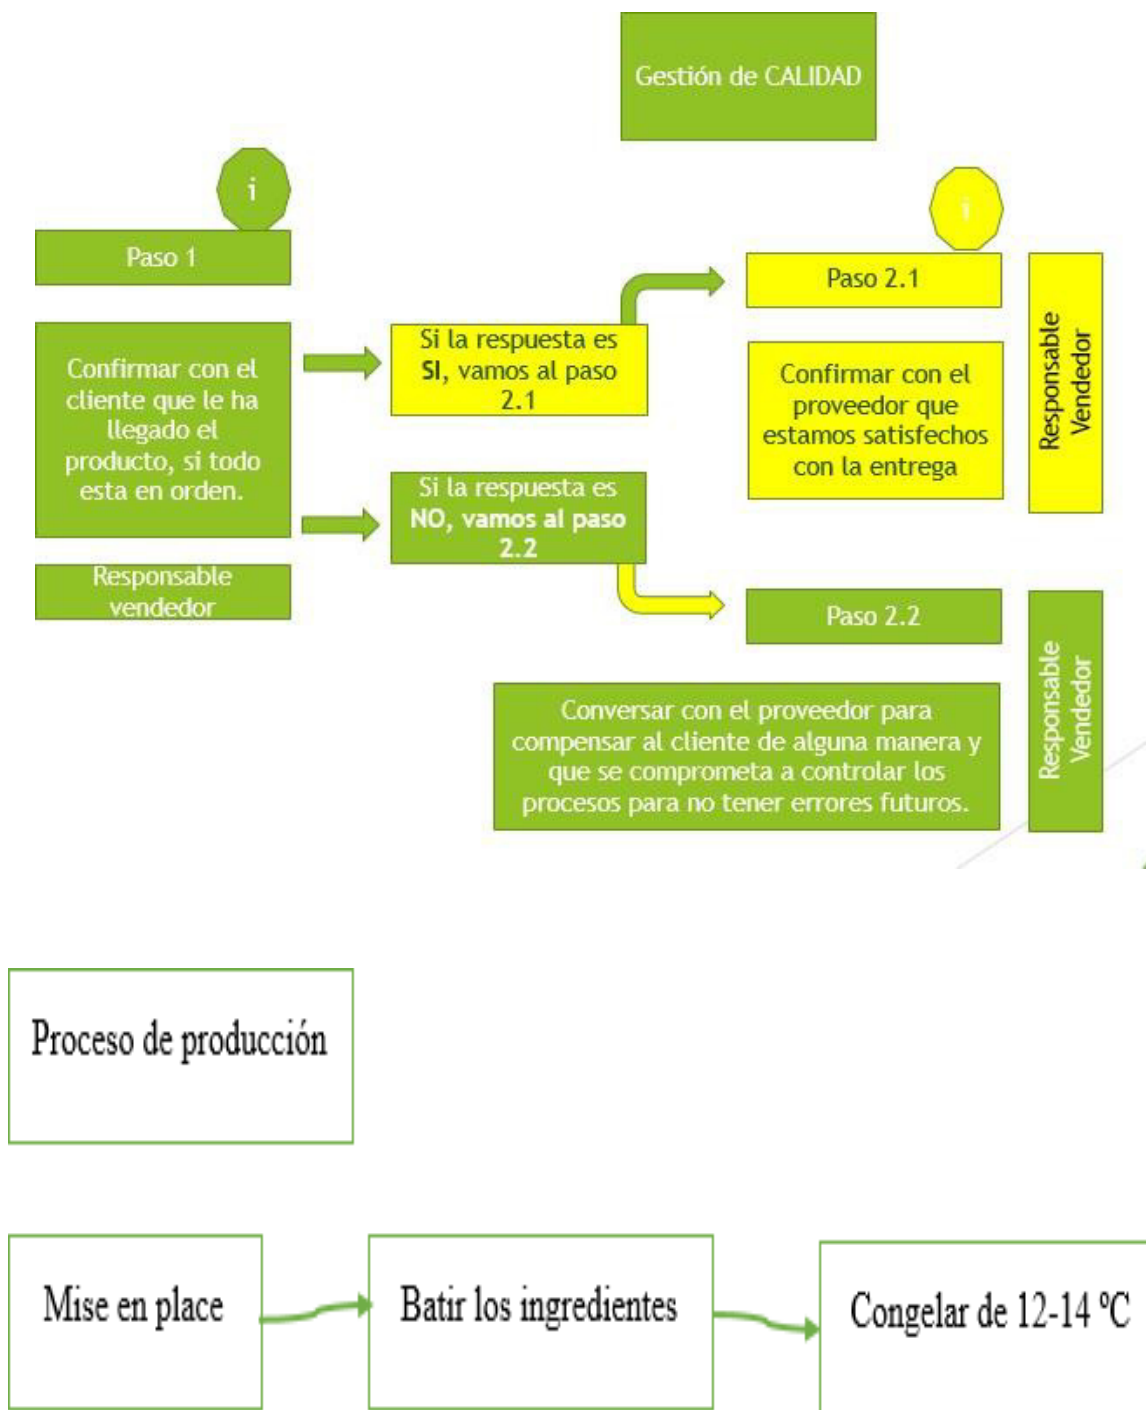 Gestión de CALIDAD
i
Paso 1
Confirmar con el
cliente que le ha
llegado el
producto, si todo
esta en orden.
Responsable
vendedor
Si la respuesta es
SI, vamos al paso
2.1
Si la respuesta es
NO, vamos al paso
2.2
i
Paso 2.1
Confirmar con el
proveedor que
estamos satisfechos
con la entrega
Responsable
Vendedor
Paso 2.2
Conversar con el proveedor para
compensar al cliente de alguna manera y
que se comprometa a controlar los
procesos para no tener errores futuros.
Responsable
Vendedor
Proceso de producción
Mise en place
Batir los ingredientes
Congelar de 12-14 ºC